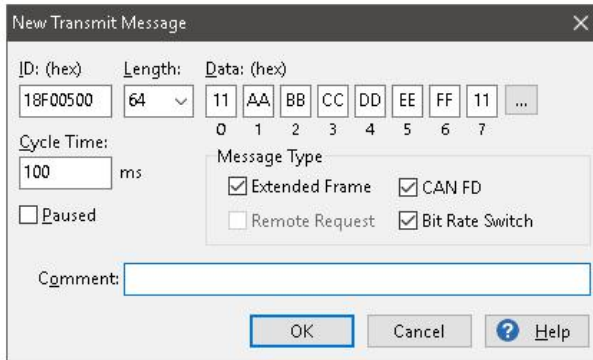 New Transmit Message
ID: (hex) Length: Data: (hex)
18F00500 64 11 AA BB CC DD EE FF 11 ...
0 1 2 3 4 5 6 7
Cycle Time:
100 ms
Message Type
Extended Frame CAN FD
Paused
Remote Request Bit Rate Switch
Comment:
OK Cancel ? Help